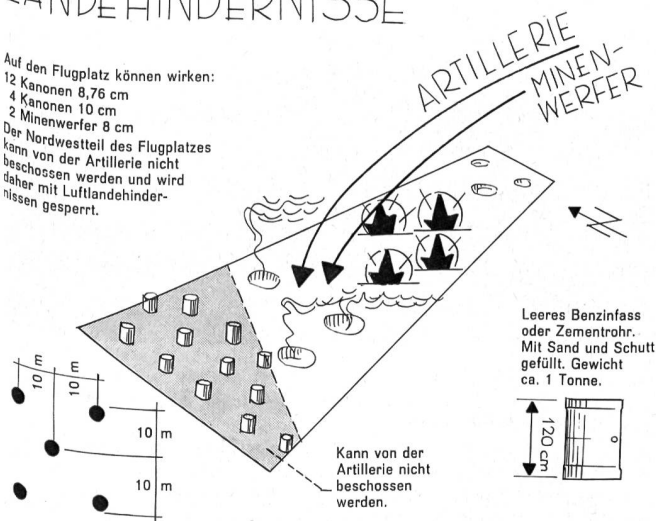 LANDEHINDERNISSE
Auf den Flugplatz können wirken:
12 Kanonen 8,76 cm
4 Kanonen 10 cm
2 Minenwerfer 8 cm
Der Nordwestteil des Flugplatzes
kann von der Artillerie nicht
beschossen werden und wird
daher mit Luftlandehinder-
nissen gesperrt.
ARTILLERIE
MINEN-
WERFER
Leeres Benzinfass
oder Zementrohr.
Mit Sand und Schutt
gefüllt. Gewicht
ca. 1 Tonne.
120 cm
10 m
10 m
10 m
10 m
Kann von der
Artillerie nicht
beschossen
werden.